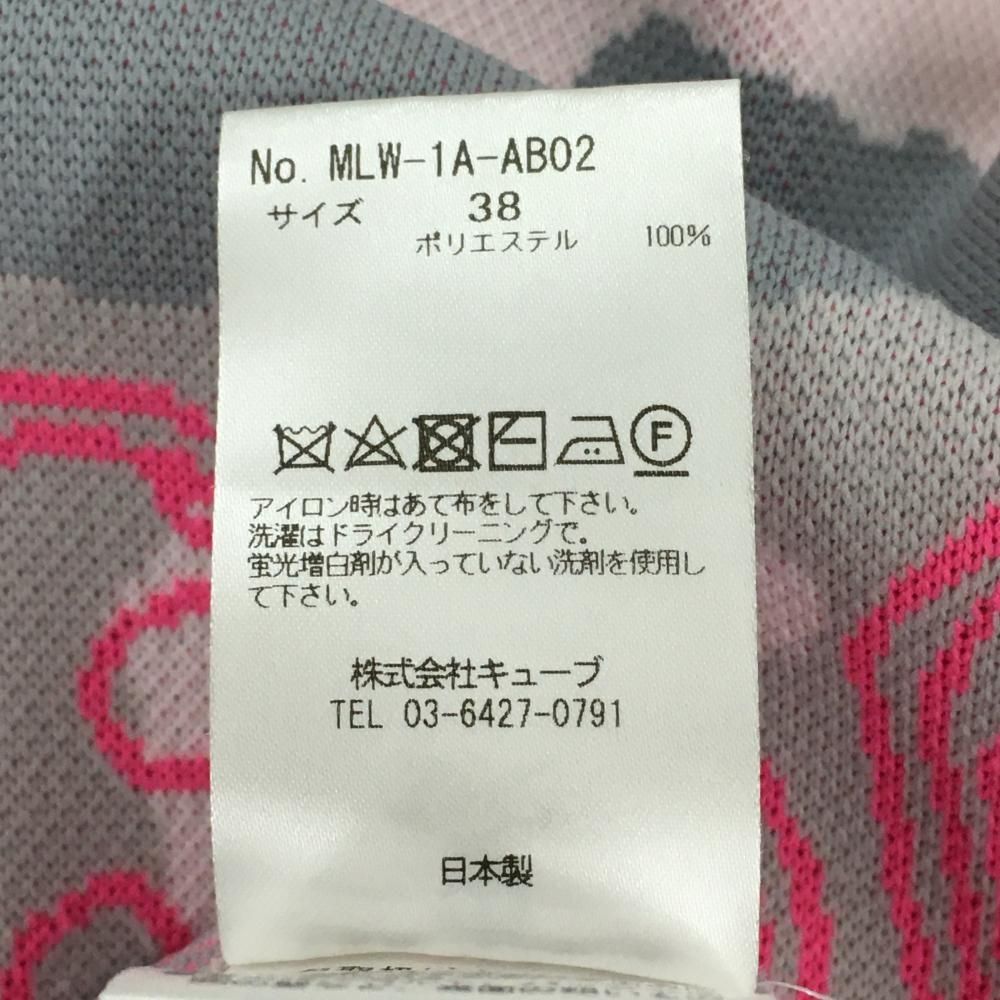 No. MLW-1A-AB02
サイズ 38
ポリエステル 100%
F
アイロン時はあて布をして下さい。
洗濯はドライクリーニングで。
蛍光増白剤が入っていない洗剤を使用し
て下さい。
株式会社キューブ
TEL 03-6427-0791
日本製